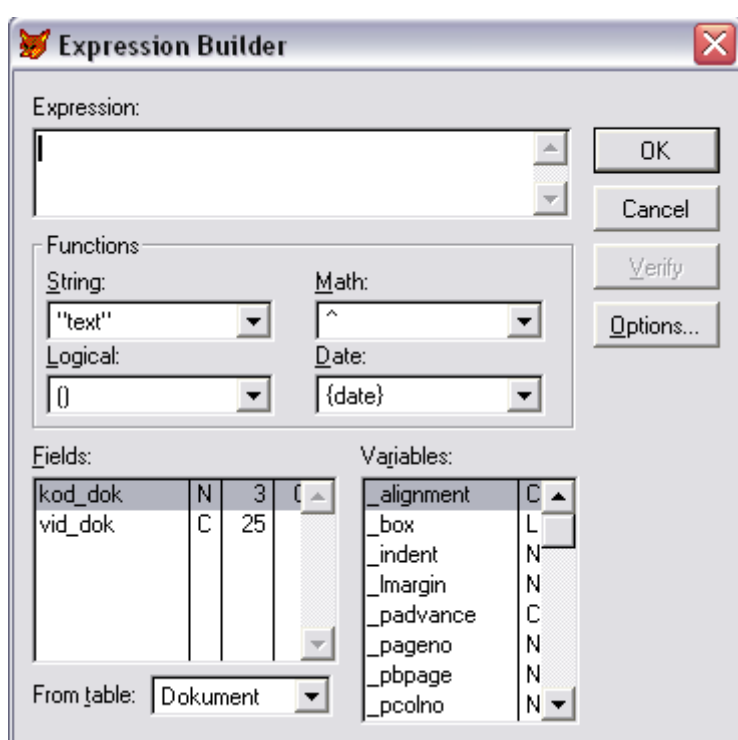 Expression Builder
Expression:
OK
Cancel
Functions
Verify
String:
Math:
"text"
^
Options...
Logical:
Date:
()
{date}
Fields:
Variables:
kod_dok N 3
vid_dok C 25
_alignment C
_box L
_indent N
_lmargin N
_padvance C
_pageno N
_pbpage N
_pcolno N
From table: Dokument